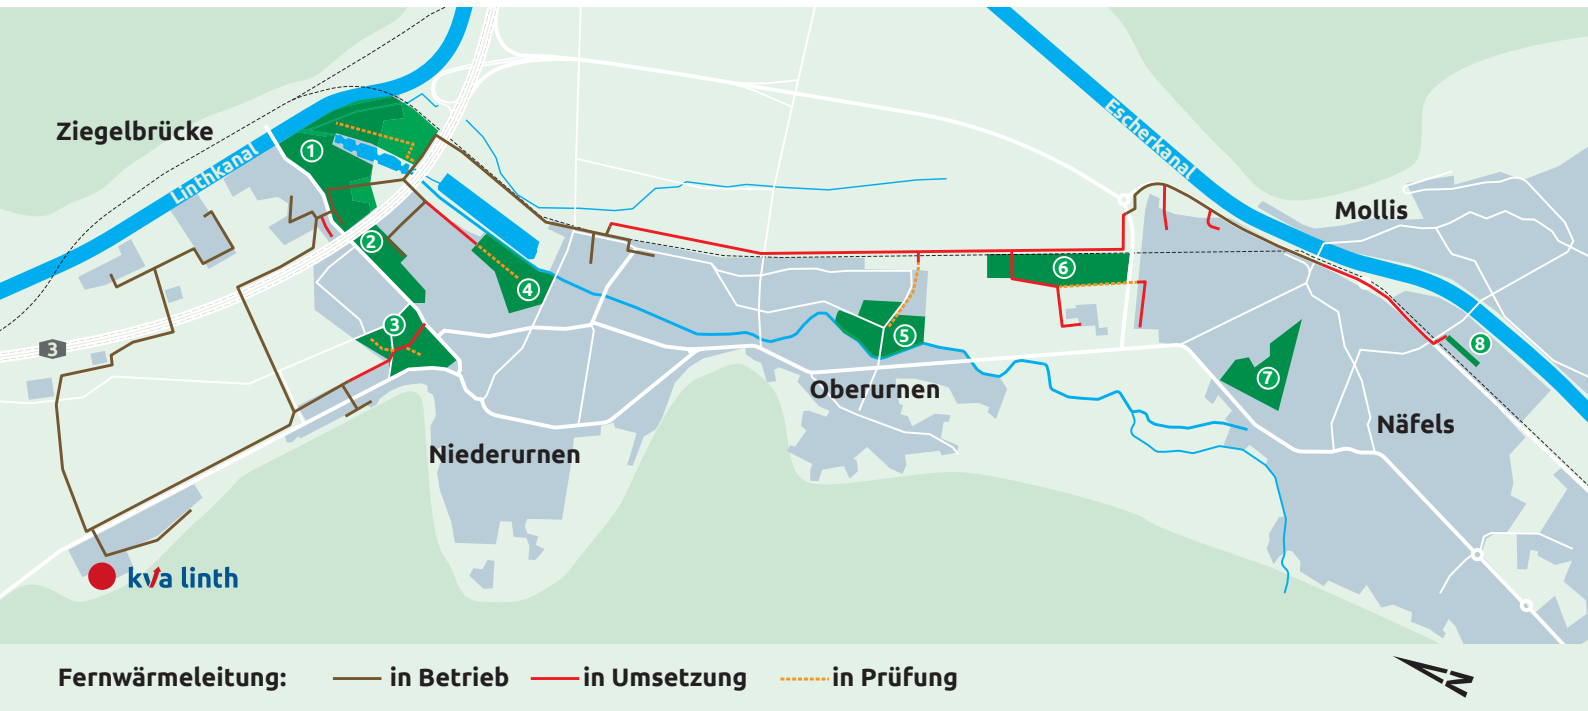 Ziegelbrücke
Linthkanal
Escherkanal
Mollis
1
2
3
4
5
6
7
8
3
Oberurnen
Näfels
Niederurnen
kva linth
Fernwärmeleitung: in Betrieb in Umsetzung in Prüfung
N